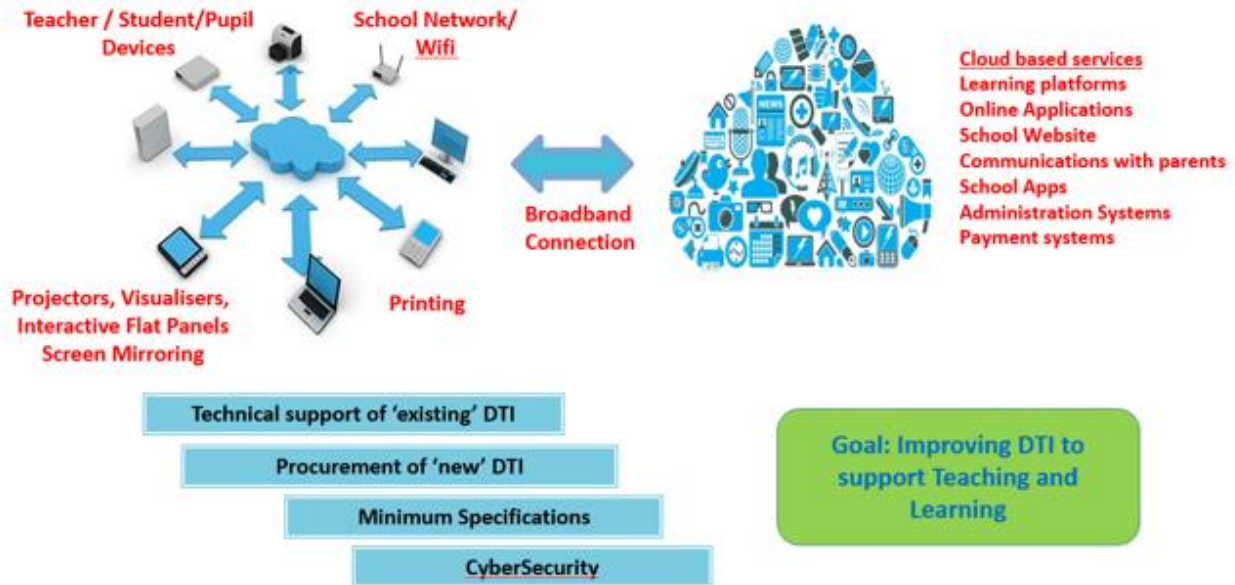 Teacher / Student/Pupil
Devices
School Network/
Wifi
Projectors, Visualisers,
Interactive Flat Panels
Screen Mirroring
Printing
Broadband
Connection
NEWS
Cloud based services
Learning platforms
Online Applications
School Website
Communications with parents
School Apps
Administration Systems
Payment systems
Technical support of ‘existing’ DTI
Procurement of ‘new’ DTI
Minimum Specifications
CyberSecurity
Goal: Improving DTI to
support Teaching and
Learning